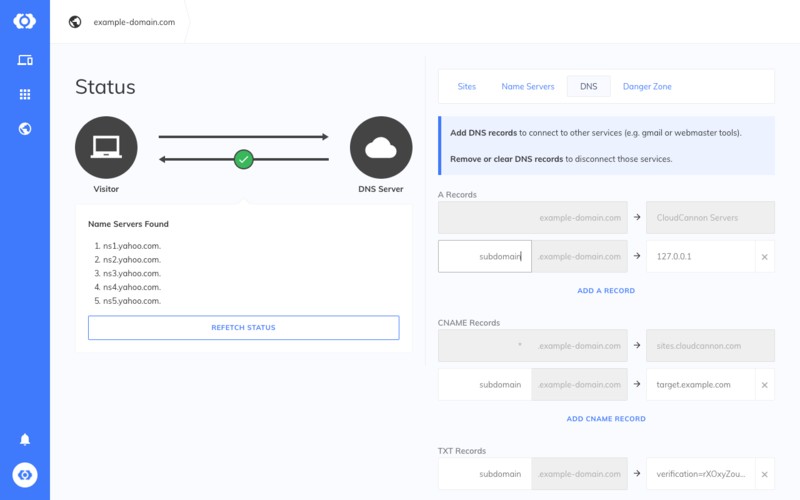 example-domain.com
Status
Visitor
DNS Server
Name Servers Found
1. ns1.yahoo.com.
2. ns2.yahoo.com.
3. ns3.yahoo.com.
4. ns4.yahoo.com.
5. ns5.yahoo.com.
REFETCH STATUS
Sites Name Servers DNS Danger Zone
Add DNS records to connect to other services (e.g. gmail or webmaster tools).
Remove or clear DNS records to disconnect those services.
A Records
example-domain.com → CloudCannon Servers
subdomain .example-domain.com → 127.0.0.1 ×
ADD A RECORD
CNAME Records
* .example-domain.com → sites.cloudcannon.com
subdomain .example-domain.com → target.example.com ×
ADD CNAME RECORD
TXT Records
subdomain .example-domain.com → verification=rXOxyZou... ×